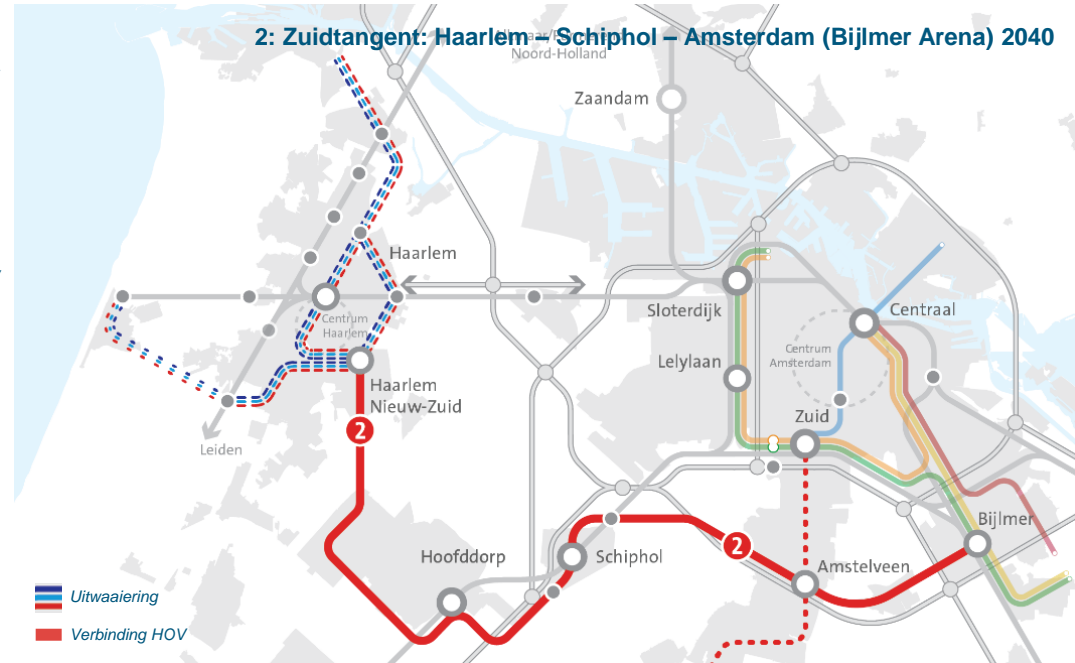 2: Zuidtangent: Haarlem – Schiphol – Amsterdam (Bijlmer Arena) 2040
Noord-Holland
Zaandam
Haarlem
Sloterdijk
Centraal
Centrum
Haarlem
Centrum
Amsterdam
Lelylaan
Haarlem
Nieuw-Zuid
Zuid
2
Leiden
Bijlmer
2
Hoofddorp
Schiphol
Amstelveen
Uitwaaiering
Verbinding HOV